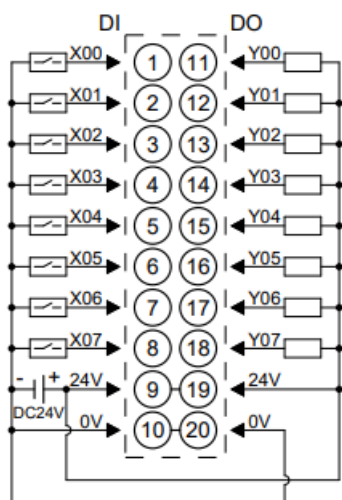 DI DO
X00 1 11 Y00
X01 2 12 Y01
X02 3 13 Y02
X03 4 14 Y03
X04 5 15 Y04
X05 6 16 Y05
X06 7 17 Y06
X07 8 18 Y07
- + 24V 9 19 24V
DC24V
0V 10 20 0V